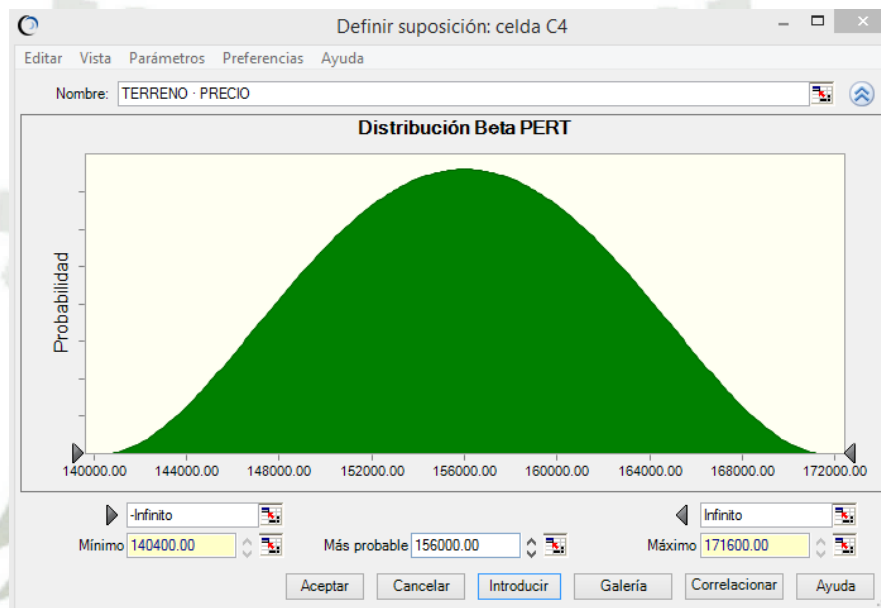 Definir suposición: celda C4
Editar Vista Parámetros Preferencias Ayuda
Nombre: TERRENO · PRECIO
Distribución Beta PERT
Probabilidad
140000.00 144000.00 148000.00 152000.00 156000.00 160000.00 164000.00 168000.00 172000.00
-Infinito Infinito
Mínimo 140400.00 Más probable 156000.00 Máximo 171600.00
Aceptar Cancelar Introducir Galería Correlacionar Ayuda